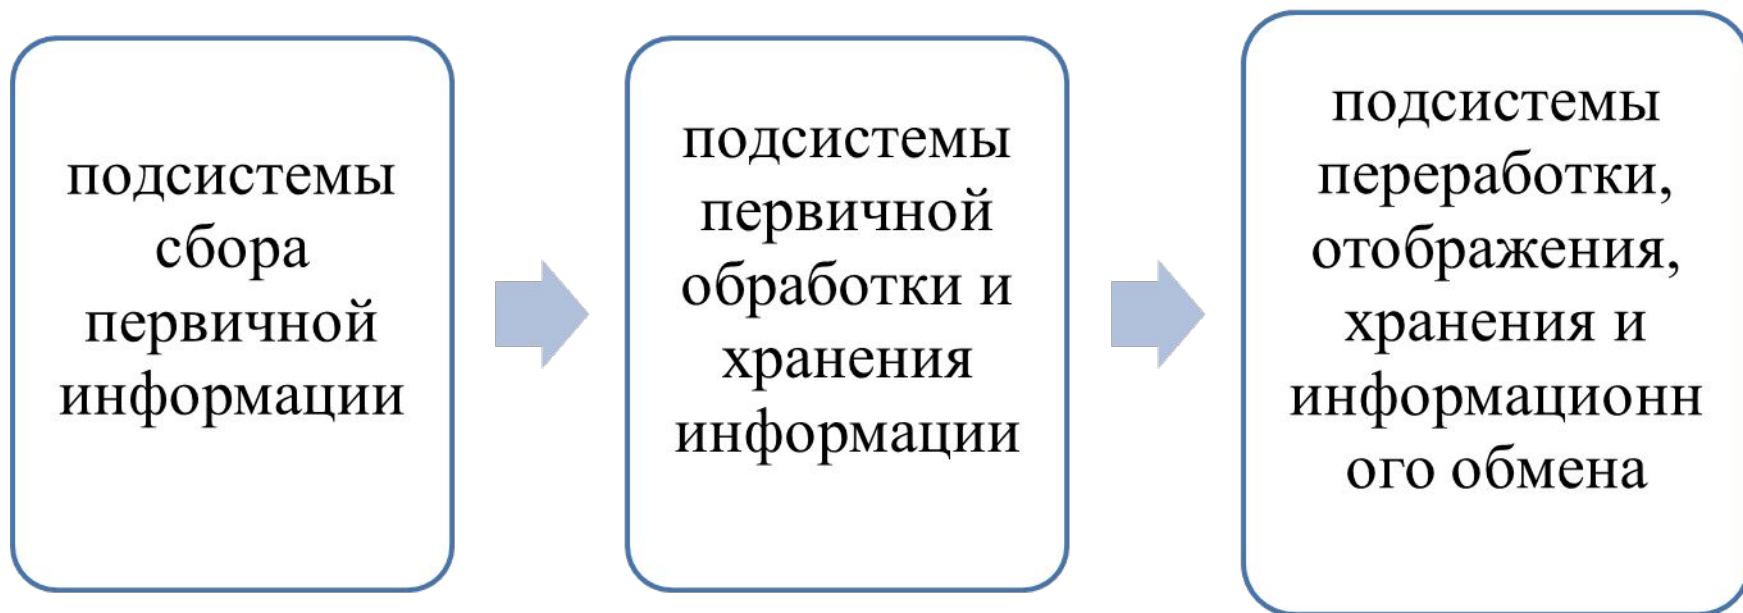 подсистемы
сбора
первичной
информации
подсистемы
первичной
обработки и
хранения
информации
подсистемы
переработки,
отображения,
хранения и
информационн
ого обмена